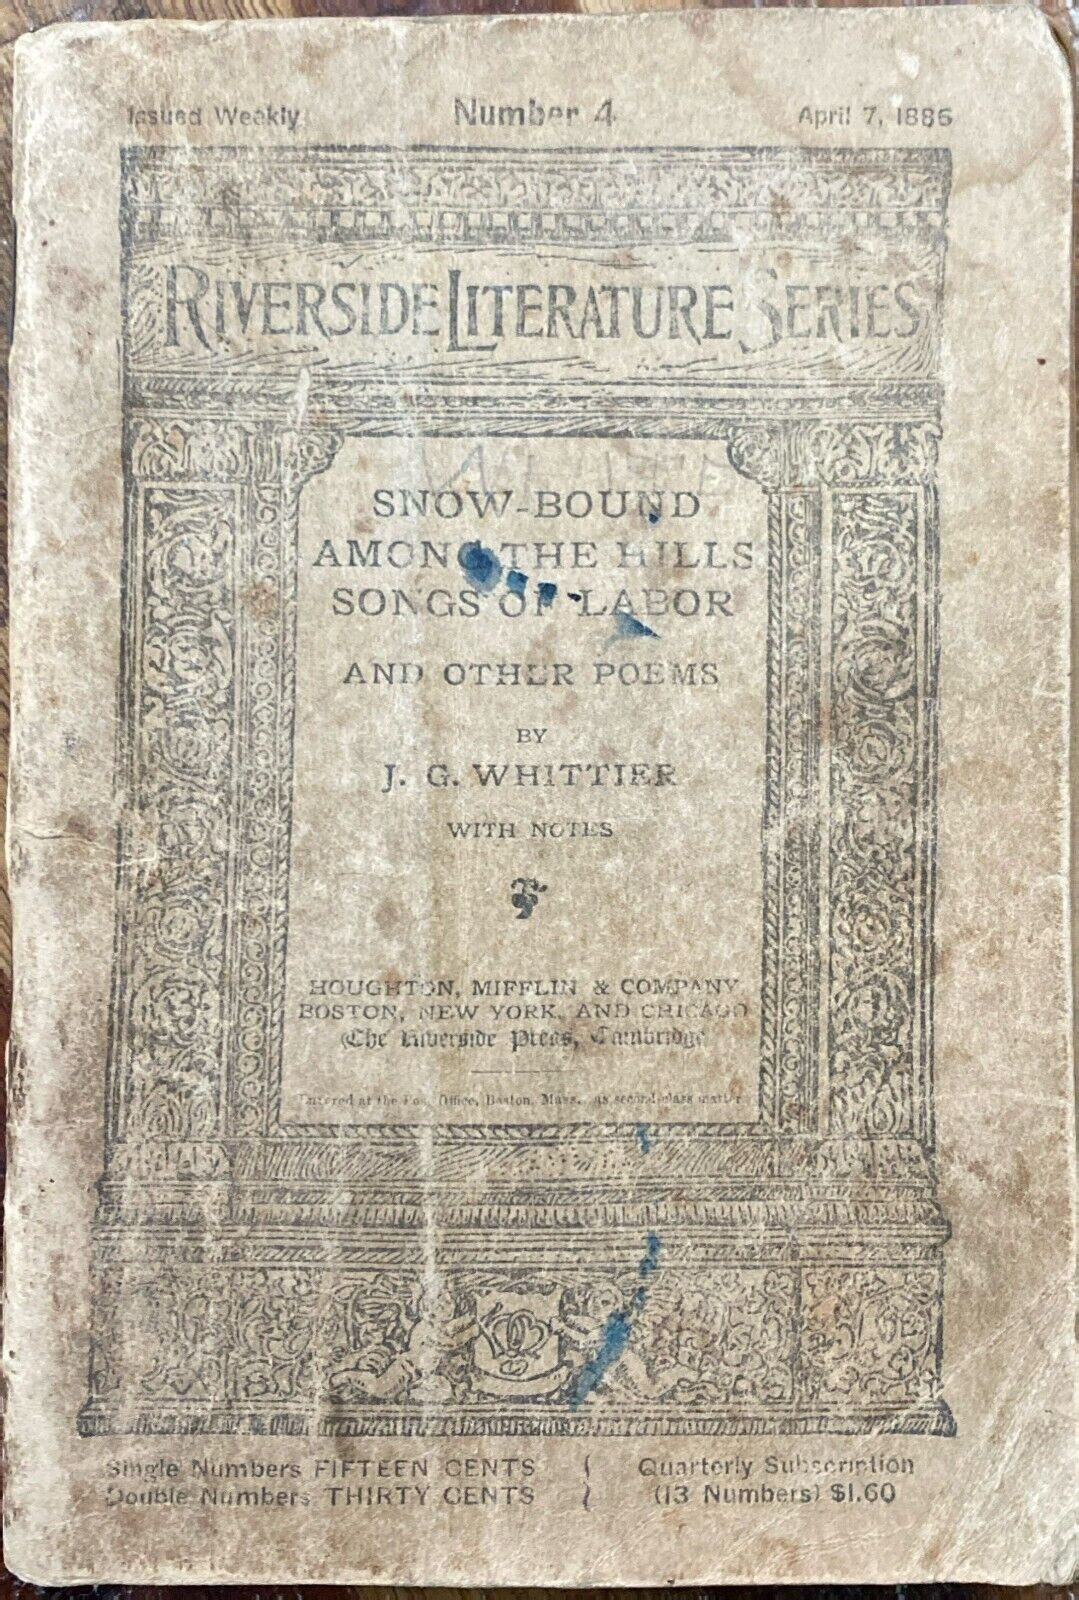 Issued Weekly Number 4 April 7, 1886
RIVERSIDE LITERATURE SERIES
SNOW-BOUND
AMONG THE HILLS
SONGS OF LABOR
AND OTHER POEMS
BY
J. G. WHITTIER
WITH NOTES
HOUGHTON, MIFFLIN & COMPANY
BOSTON, NEW YORK, AND CHICAGO
The Riverside Press, Cambridge
Entered at the Post Office, Boston, Mass., as second-class matter
Single Numbers FIFTEEN CENTS Quarterly Subscription
Double Numbers THIRTY CENTS (13 Numbers) $1.60